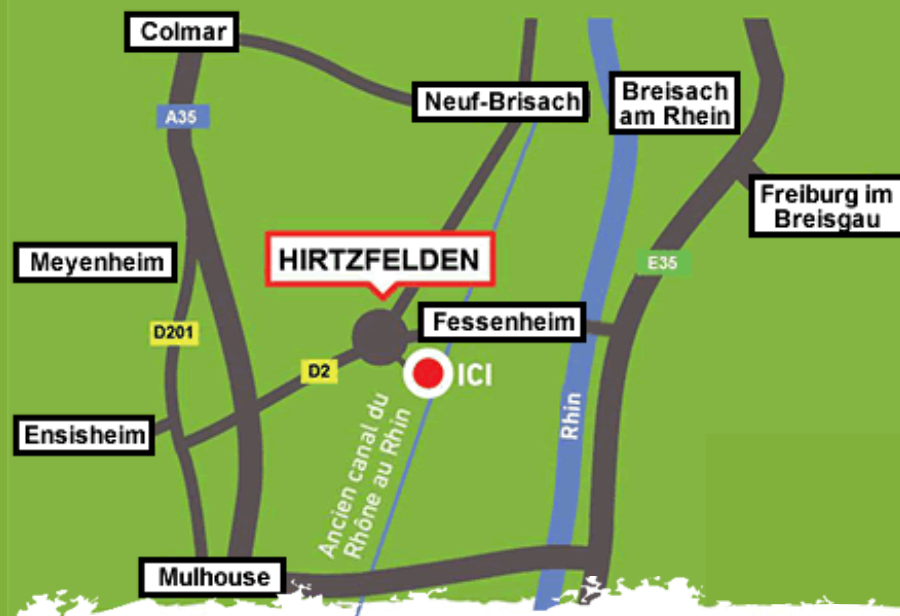 Colmar
Neuf-Brisach
Breisach
am Rhein
A35
Freiburg im
Breisgau
Meyenheim
HIRTZFELDEN
E35
D201
Fessenheim
D2
ICI
Ensisheim
Ancien canal du
Rhône au Rhin
Rhin
Mulhouse